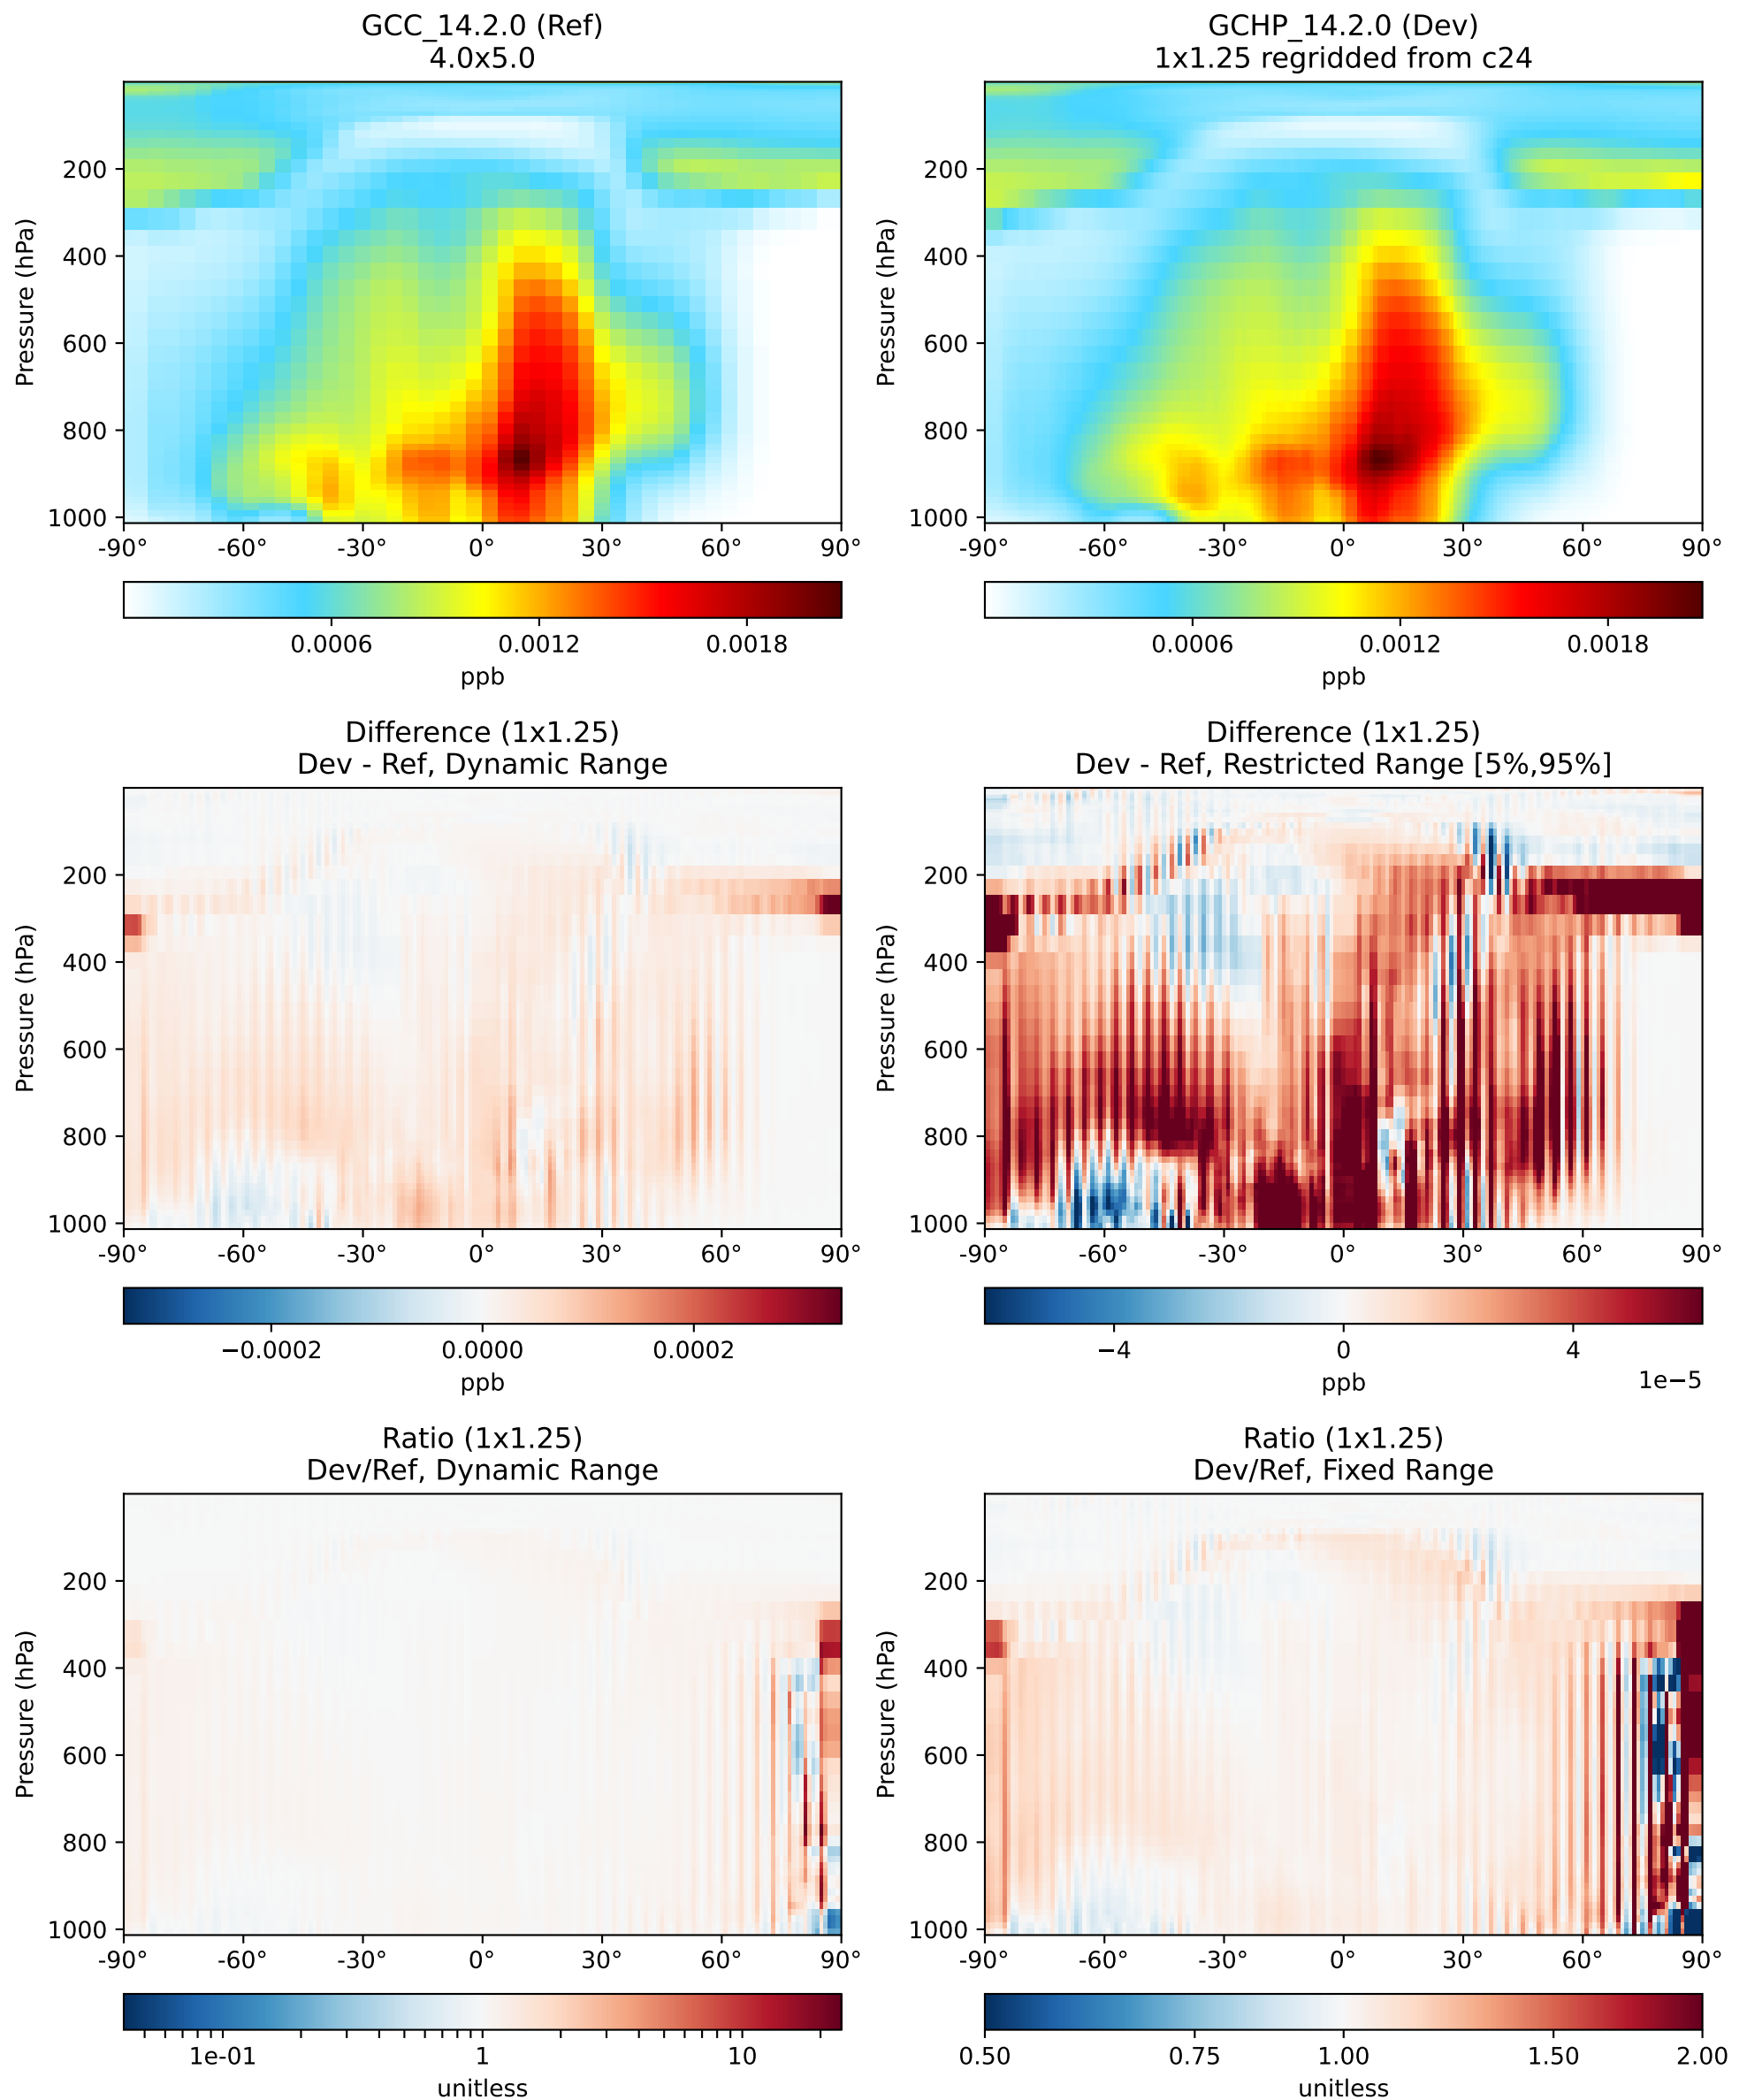 GCC_14.2.0 (Ref)
4.0x5.0
GCHP_14.2.0 (Dev)
1x1.25 regridded from c24
Pressure (hPa)
200
400
600
800
1000
-90° -60° -30° 0° 30° 60° 90°
0.0006 0.0012 0.0018
ppb
Pressure (hPa)
200
400
600
800
1000
-90° -60° -30° 0° 30° 60° 90°
0.0006 0.0012 0.0018
ppb
Difference (1x1.25)
Dev - Ref, Dynamic Range
Pressure (hPa)
200
400
600
800
1000
-90° -60° -30° 0° 30° 60° 90°
−0.0002 0.0000 0.0002
ppb
Difference (1x1.25)
Dev - Ref, Restricted Range [5%,95%]
Pressure (hPa)
200
400
600
800
1000
-90° -60° -30° 0° 30° 60° 90°
−4 0 4
ppb
1e−5
Ratio (1x1.25)
Dev/Ref, Dynamic Range
Pressure (hPa)
200
400
600
800
1000
-90° -60° -30° 0° 30° 60° 90°
1e-01 1 10
unitless
Ratio (1x1.25)
Dev/Ref, Fixed Range
Pressure (hPa)
200
400
600
800
1000
-90° -60° -30° 0° 30° 60° 90°
0.50 0.75 1.00 1.50 2.00
unitless